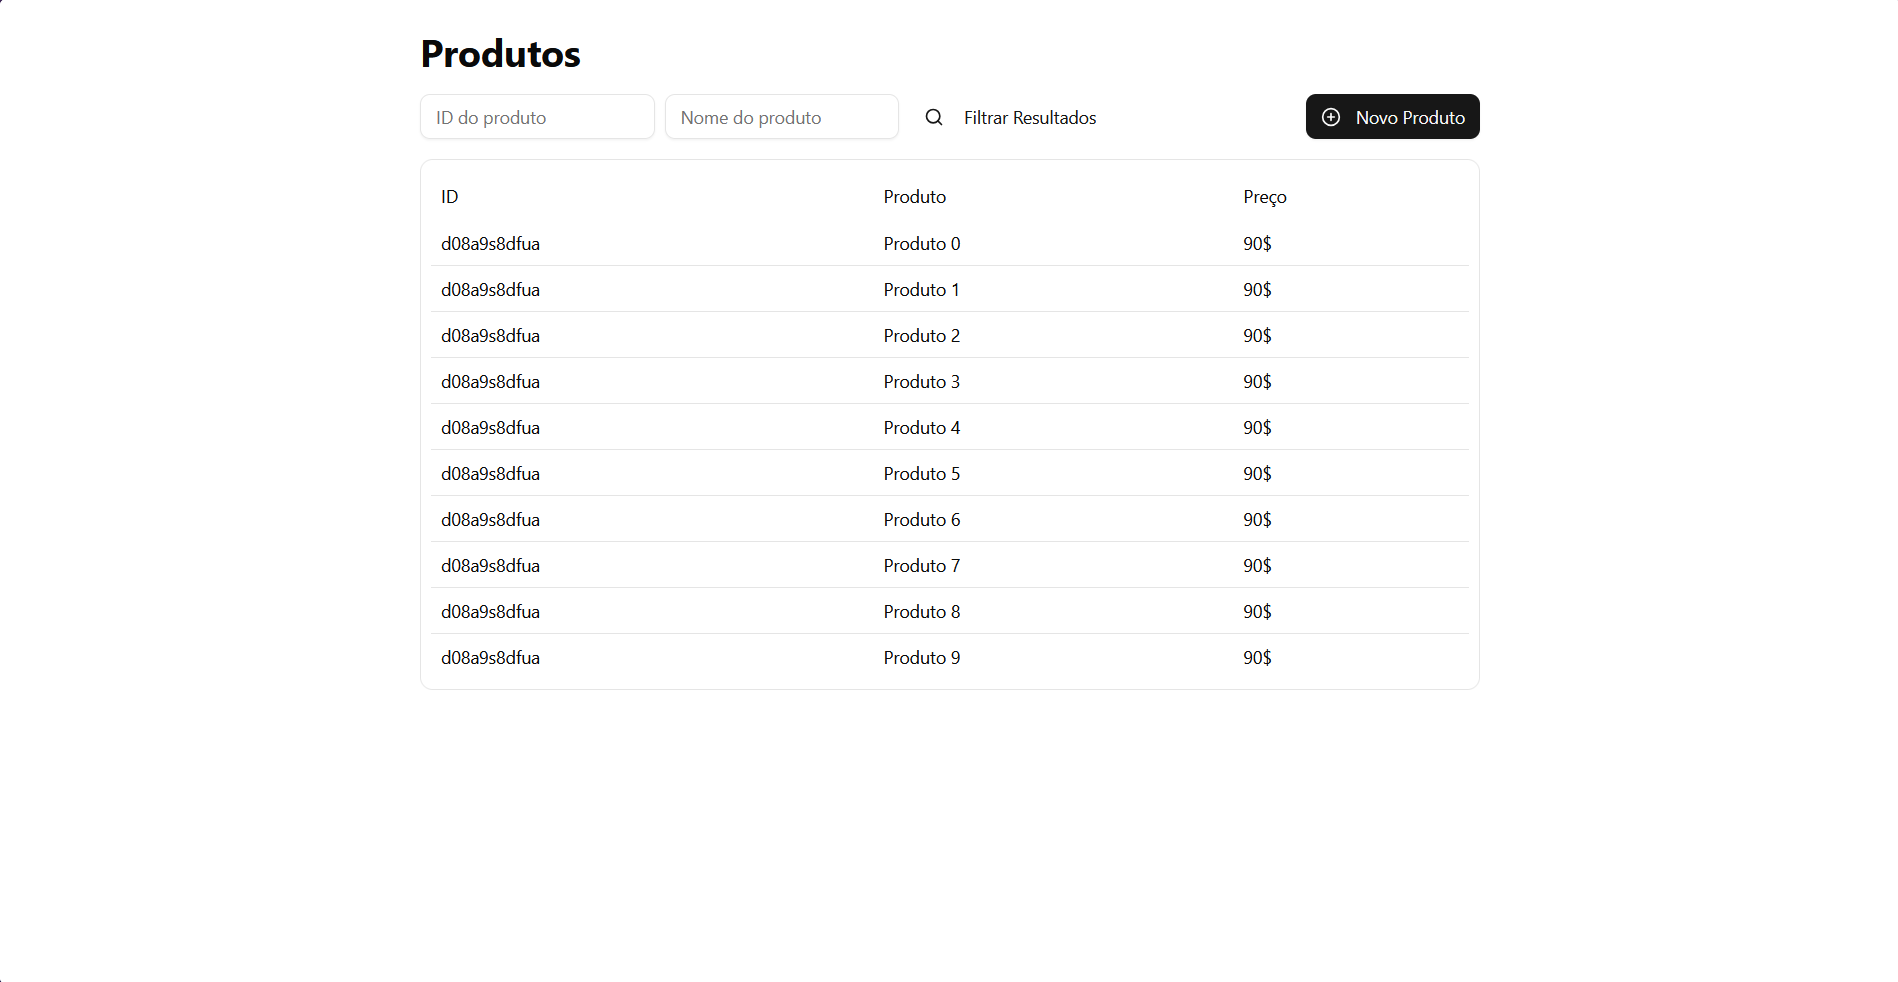 Produtos
ID do produto Nome do produto Filtrar Resultados Novo Produto
ID Produto Preço
d08a9s8dfua Produto 0 90$
d08a9s8dfua Produto 1 90$
d08a9s8dfua Produto 2 90$
d08a9s8dfua Produto 3 90$
d08a9s8dfua Produto 4 90$
d08a9s8dfua Produto 5 90$
d08a9s8dfua Produto 6 90$
d08a9s8dfua Produto 7 90$
d08a9s8dfua Produto 8 90$
d08a9s8dfua Produto 9 90$